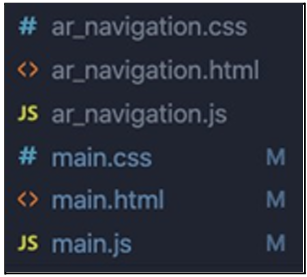 # ar_navigation.css
<> ar_navigation.html
JS ar_navigation.js
# main.css M
<> main.html M
JS main.js M